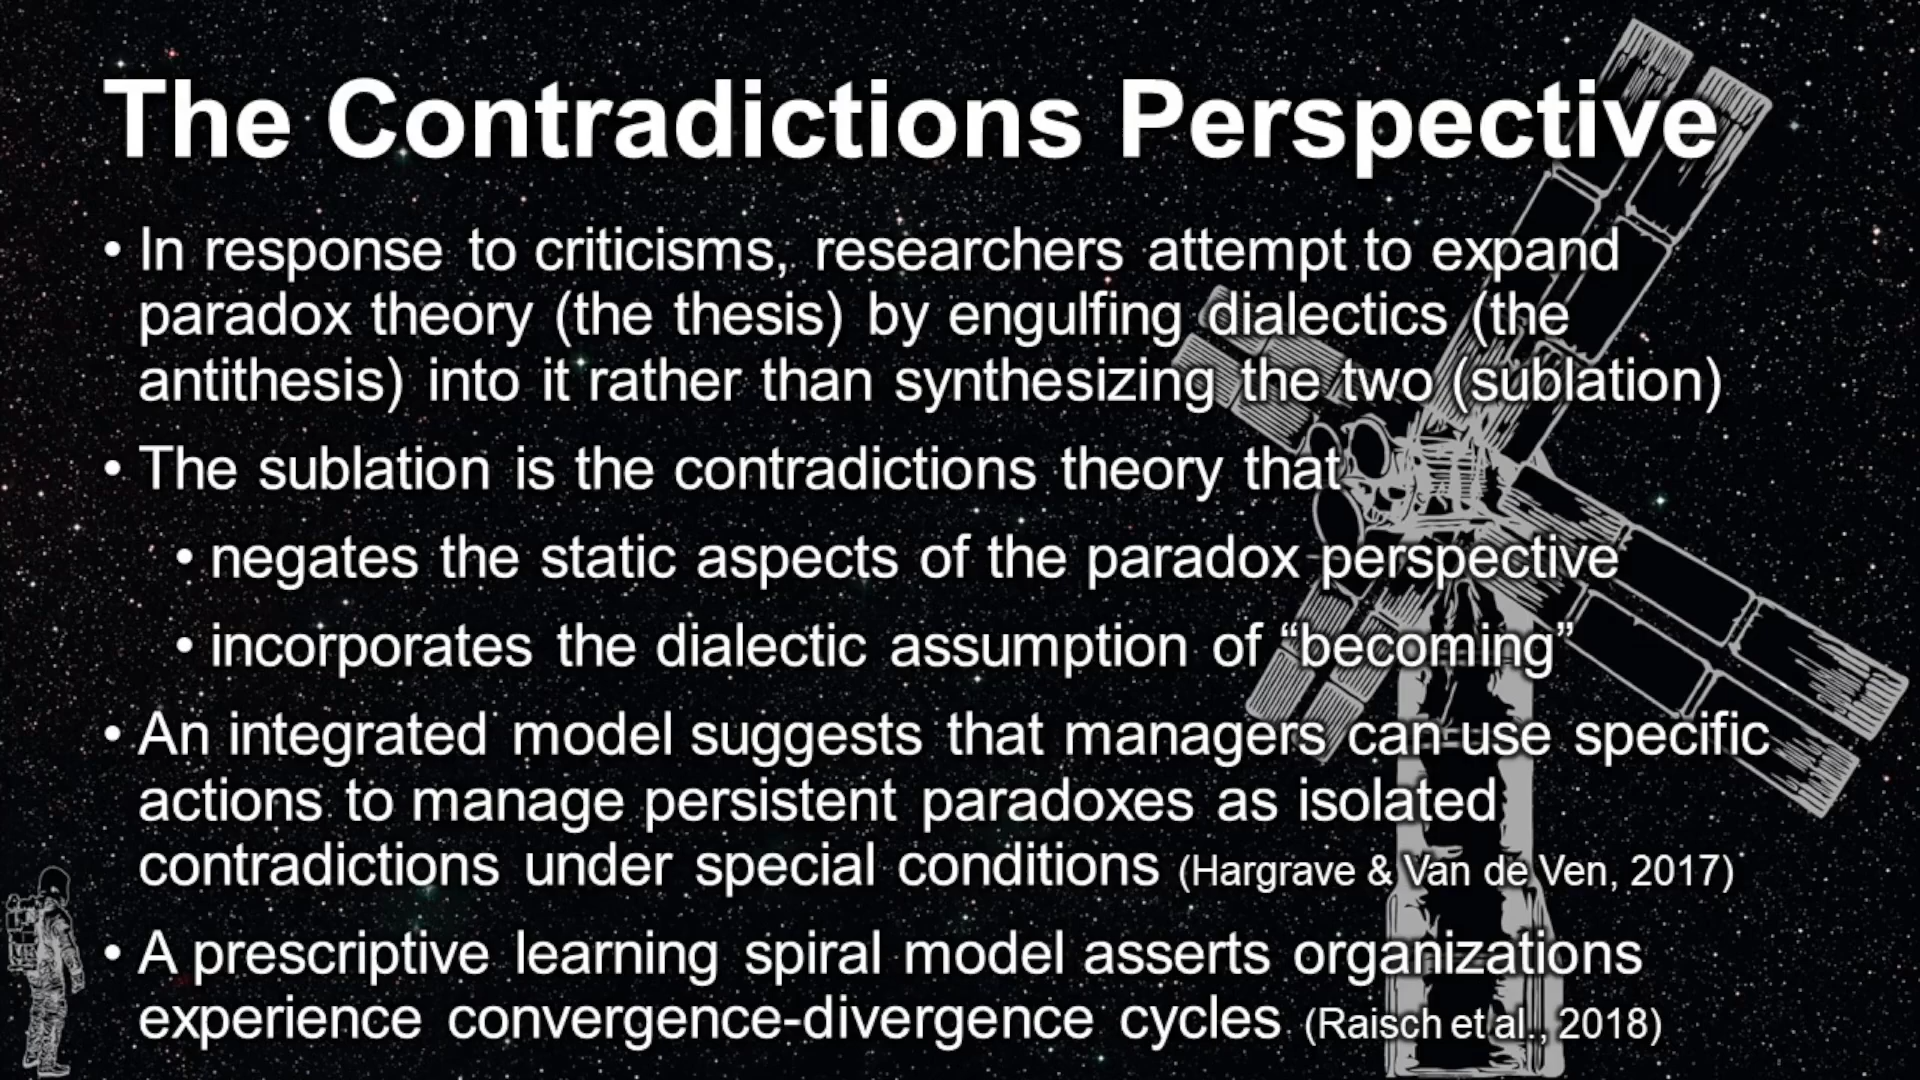 The Contradictions Perspective
• In response to criticisms, researchers attempt to expand
paradox theory (the thesis) by engulfing dialectics (the
antithesis) into it rather than synthesizing the two (sublation)
• The sublation is the contradictions theory that
• negates the static aspects of the paradox perspective
• incorporates the dialectic assumption of “becoming”
• An integrated model suggests that managers can use specific
actions to manage persistent paradoxes as isolated
contradictions under special conditions (Hargrave & Van de Ven, 2017)
• A prescriptive learning spiral model asserts organizations
experience convergence-divergence cycles (Raisch et al., 2018)